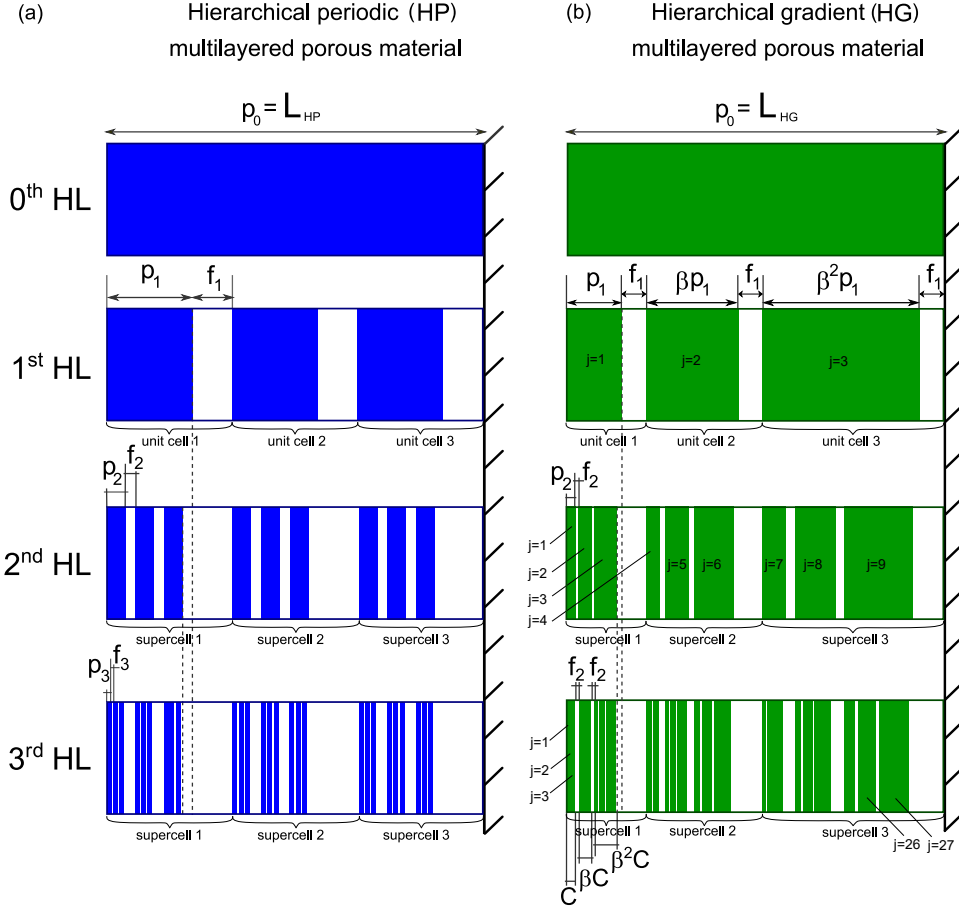 (a) Hierarchical periodic (HP)
multilayered porous material
(b) Hierarchical gradient (HG)
multilayered porous material
p₀ = L HP
p₀ = L HG
0th HL
p₁ f₁
p₁ f₁ βp₁ f₁ β²p₁ f₁
1st HL
j=1 j=2 j=3
unit cell 1 unit cell 2 unit cell 3
unit cell 1 unit cell 2 unit cell 3
p₂ f₂
p₂ f₂
2nd HL
j=1
j=2
j=3
j=4
j=5 j=6 j=7 j=8 j=9
supercell 1 supercell 2 supercell 3
supercell 1 supercell 2 supercell 3
p₃ f₃
f₂ f₂
3rd HL
j=1
j=2
j=3
supercell 1 supercell 2 supercell 3
supercell 1 supercell 2 supercell 3
j=26 j=27
C βC β²C